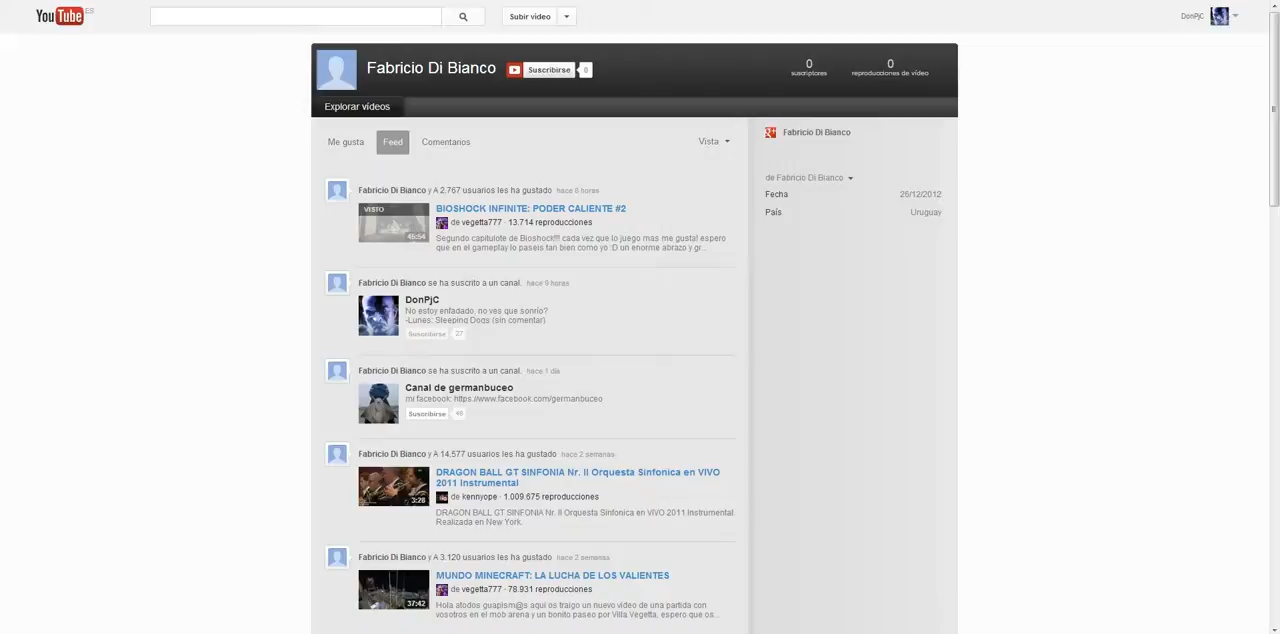 YouTube ES
Subir vídeo
DonPjC
Fabricio Di Bianco
Suscribirse 0
0
suscriptores
0
reproducciones de vídeo
Explorar vídeos
Me gusta
Feed
Comentarios
Vista
Fabricio Di Bianco y A 2.767 usuarios les ha gustado hace 8 horas
VISTO
45:54
BIOSHOCK INFINITE: PODER CALIENTE #2
de vegetta777 · 13.714 reproducciones
Segundo capitulote de Bioshock!!! cada vez que lo juego mas me gusta! espero
que en el gameplay lo paseis tan bien como yo :D un enorme abrazo y gr...
Fabricio Di Bianco se ha suscrito a un canal. hace 9 horas
DonPjC
No estoy enfadado, no ves que sonrío?
-Lunes: Sleeping Dogs (sin comentar)
Suscribirse 27
Fabricio Di Bianco se ha suscrito a un canal. hace 1 día
Canal de germanbuceo
mi facebook: https://www.facebook.com/germanbuceo
Suscribirse 48
Fabricio Di Bianco y A 14.577 usuarios les ha gustado hace 2 semanas
3:28
DRAGON BALL GT SINFONIA Nr. II Orquesta Sinfonica en VIVO
2011 Instrumental
de kennyope · 1.009.675 reproducciones
DRAGON BALL GT SINFONIA Nr. II Orquesta Sinfonica en VIVO 2011 Instrumental.
Realizada en New York.
Fabricio Di Bianco y A 3.120 usuarios les ha gustado hace 2 semanas
37:42
MUNDO MINECRAFT: LA LUCHA DE LOS VALIENTES
de vegetta777 · 78.931 reproducciones
Hola atodos guapism@s aqui os traigo un nuevo video de una partida con
vosotros en el mob arena y un bonito paseo por Villa Vegetta, espero que os...
Fabricio Di Bianco
de Fabricio Di Bianco
Fecha 26/12/2012
País Uruguay